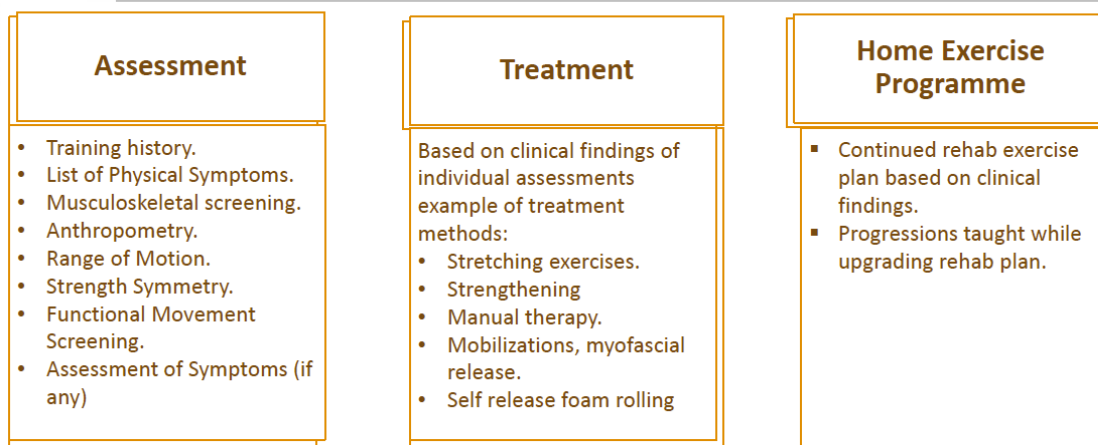 Assessment
• Training history.
• List of Physical Symptoms.
• Musculoskeletal screening.
• Anthropometry.
• Range of Motion.
• Strength Symmetry.
• Functional Movement
Screening.
• Assessment of Symptoms (if
any)
Treatment
Based on clinical findings of
individual assessments
example of treatment
methods:
• Stretching exercises.
• Strengthening
• Manual therapy.
• Mobilizations, myofascial
release.
• Self release foam rolling
Home Exercise
Programme
▪ Continued rehab exercise
plan based on clinical
findings.
▪ Progressions taught while
upgrading rehab plan.